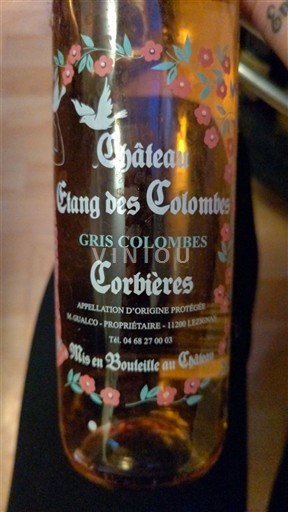 Château
Etang des Colombes
GRIS COLOMBES
VINIOU
Corbières
APPELLATION D'ORIGINE PROTÉGÉE
H. GUALCO - PROPRIÉTAIRE - 11200 LEZIGNAN
Tél. 04 68 27 00 03
Mis en Bouteille au Château